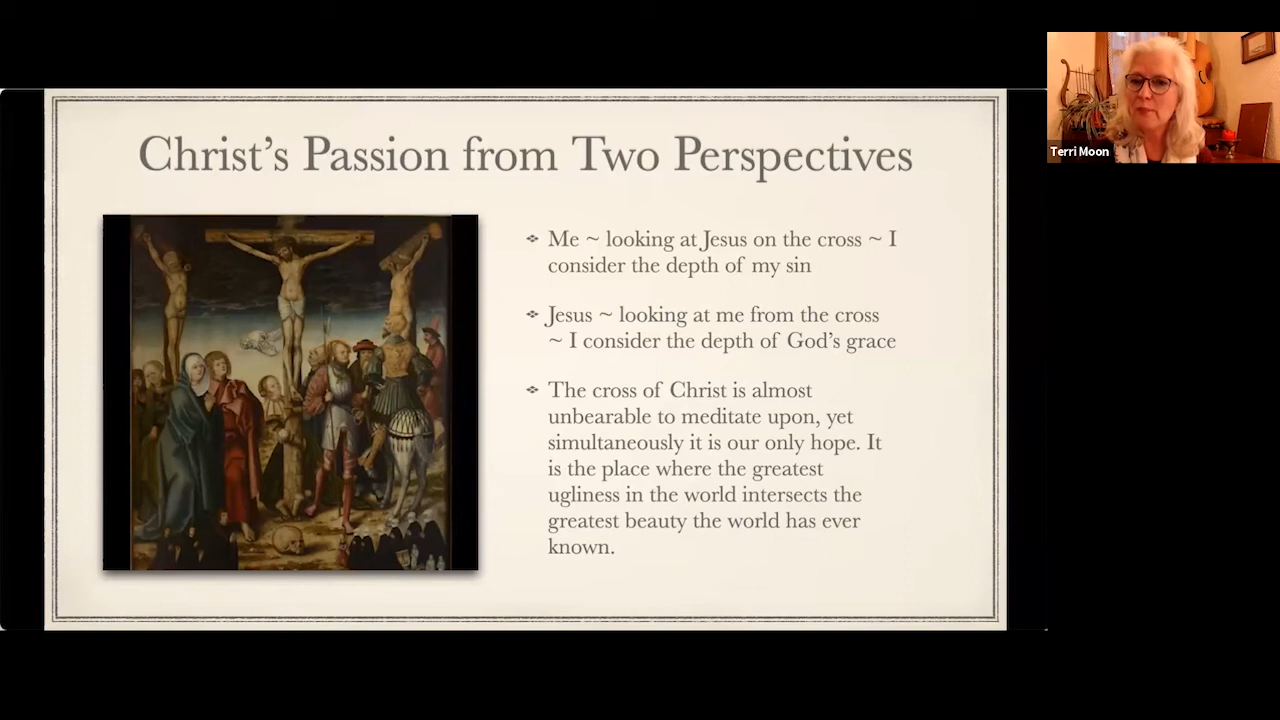 Christ’s Passion from Two Perspectives
Me ~ looking at Jesus on the cross ~ I
consider the depth of my sin
Jesus ~ looking at me from the cross
~ I consider the depth of God’s grace
The cross of Christ is almost
unbearable to meditate upon, yet
simultaneously it is our only hope. It
is the place where the greatest
ugliness in the world intersects the
greatest beauty the world has ever
known.
Terri Moon